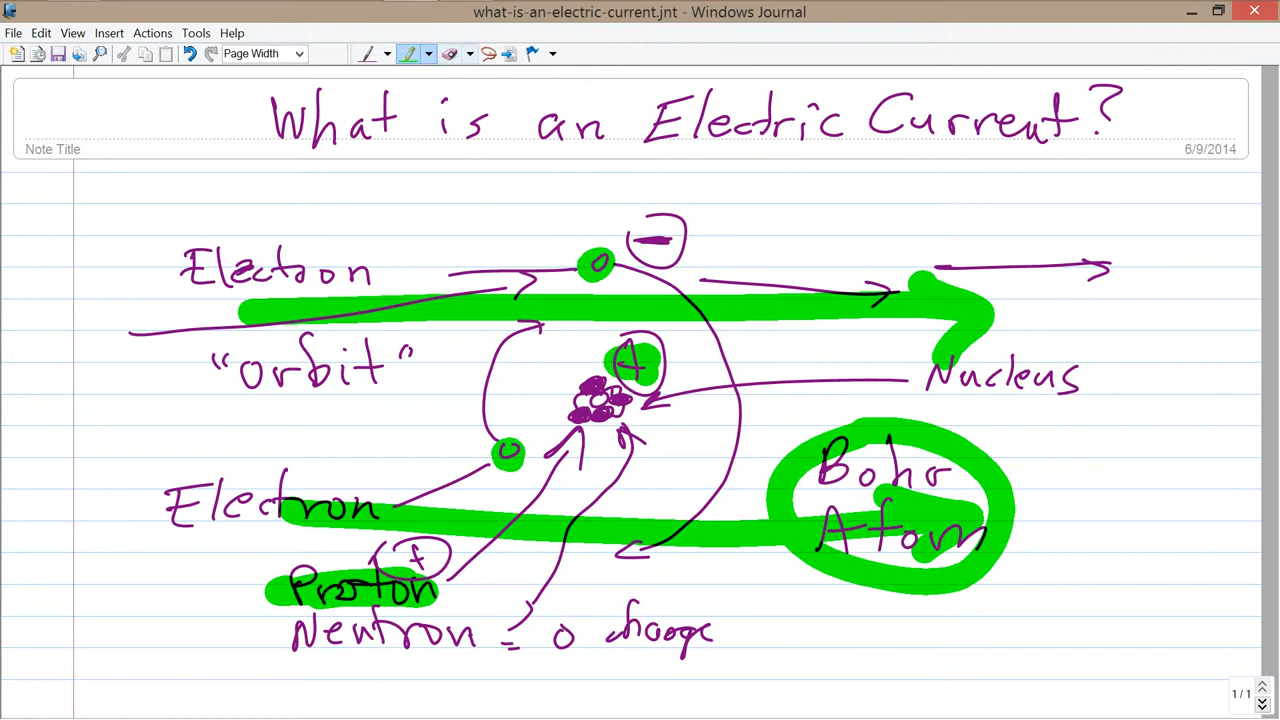 what-is-an-electric-current.jnt - Windows Journal
File Edit View Insert Actions Tools Help
Page Width
What is an Electric Current?
Note Title
6/9/2014
−
Electron
"orbit"
+
Nucleus
Bohr
Atom
Electron
+
Proton
Neutron = 0 charge
1 / 1